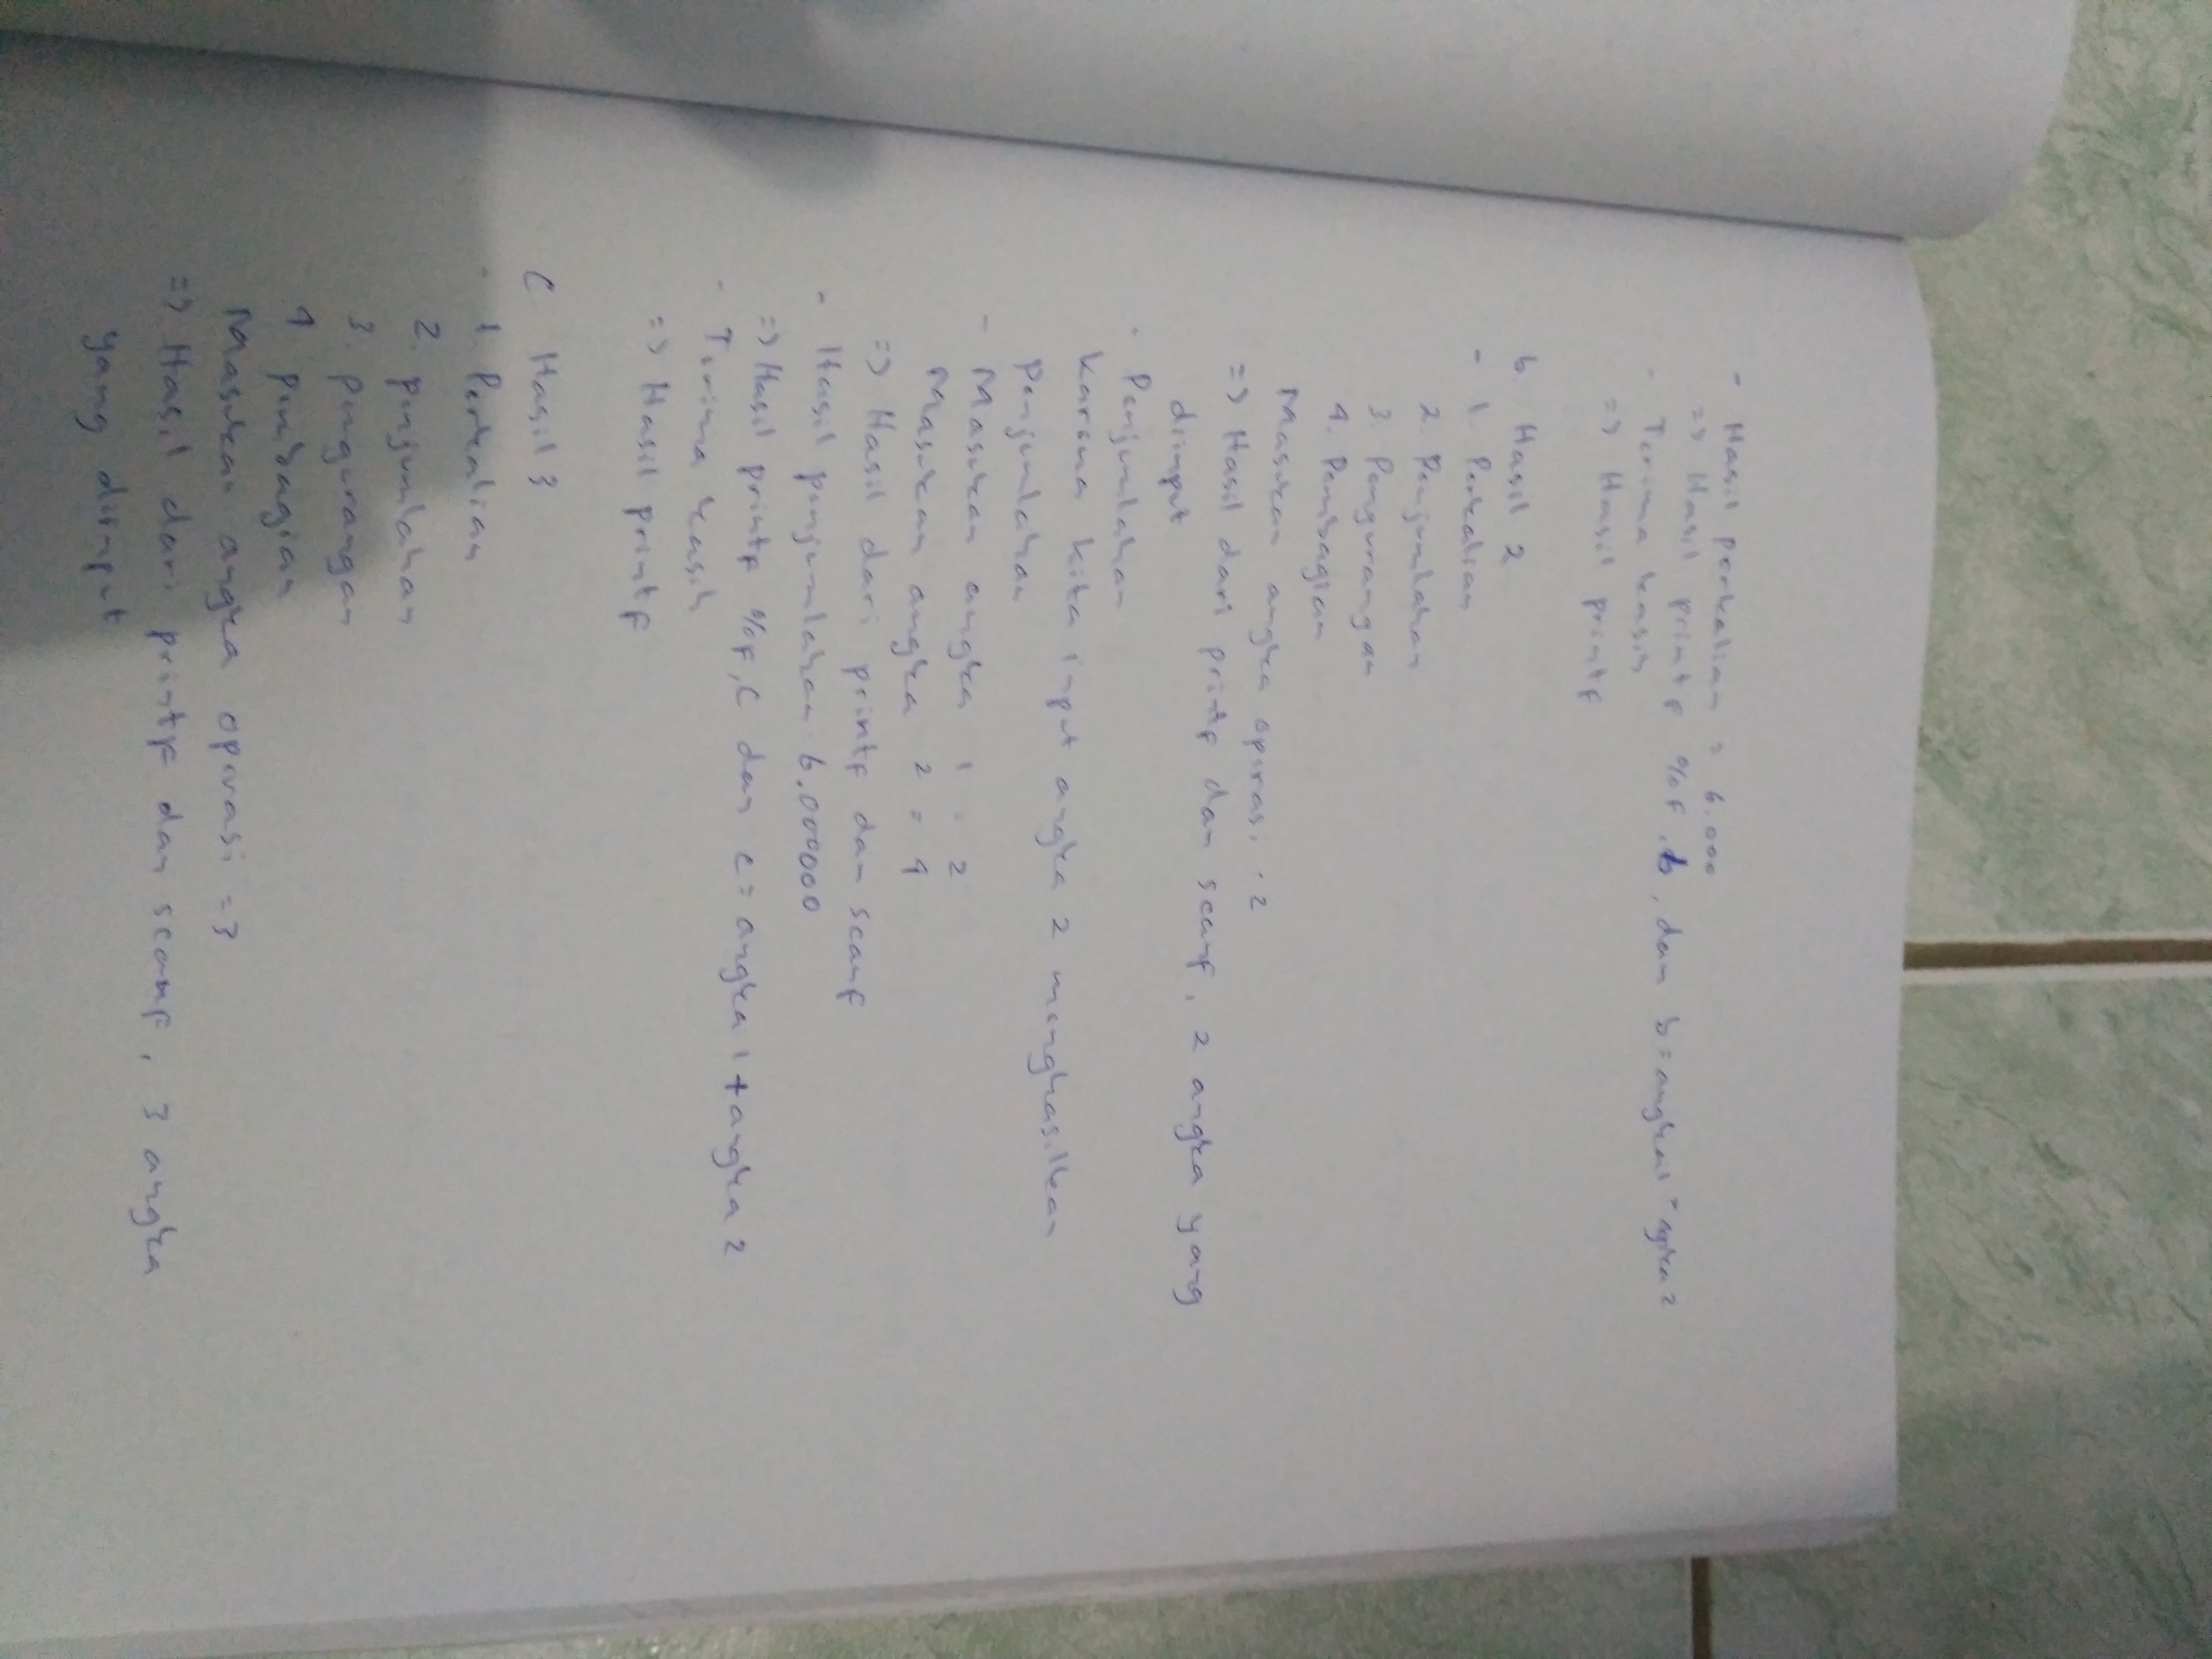 - Hasil perkalian = 6.000
=> Hasil printf %f, b, dan b = angka1 * angka2
- Terima kasih
=> Hasil printf
b Hasil 2
- 1. Perkalian
2. Penjumlahan
3. Pengurangan
4. Pembagian
Masukan angka operasi : 2
=> Hasil dari printf dan scanf, 2 angka yang
diinput
- Penjumlahan
Karena kita input angka 2 menghasilkan
Penjumlahan
- Masukan angka 1 = 2
Masukan angka 2 = 4
=> Hasil dari printf dan scanf
- Hasil penjumlahan : 6.000000
=> Hasil printf %f, c dan c = angka 1 + angka 2
- Terima kasih
=> Hasil printf
C Hasil 3
- 1. Perkalian
2. penjumlahan
3. pengurangan
4 pembagian
Masukan angka operasi = 3
=> Hasil dari printf dan scanf, 3 angka
yang diinput